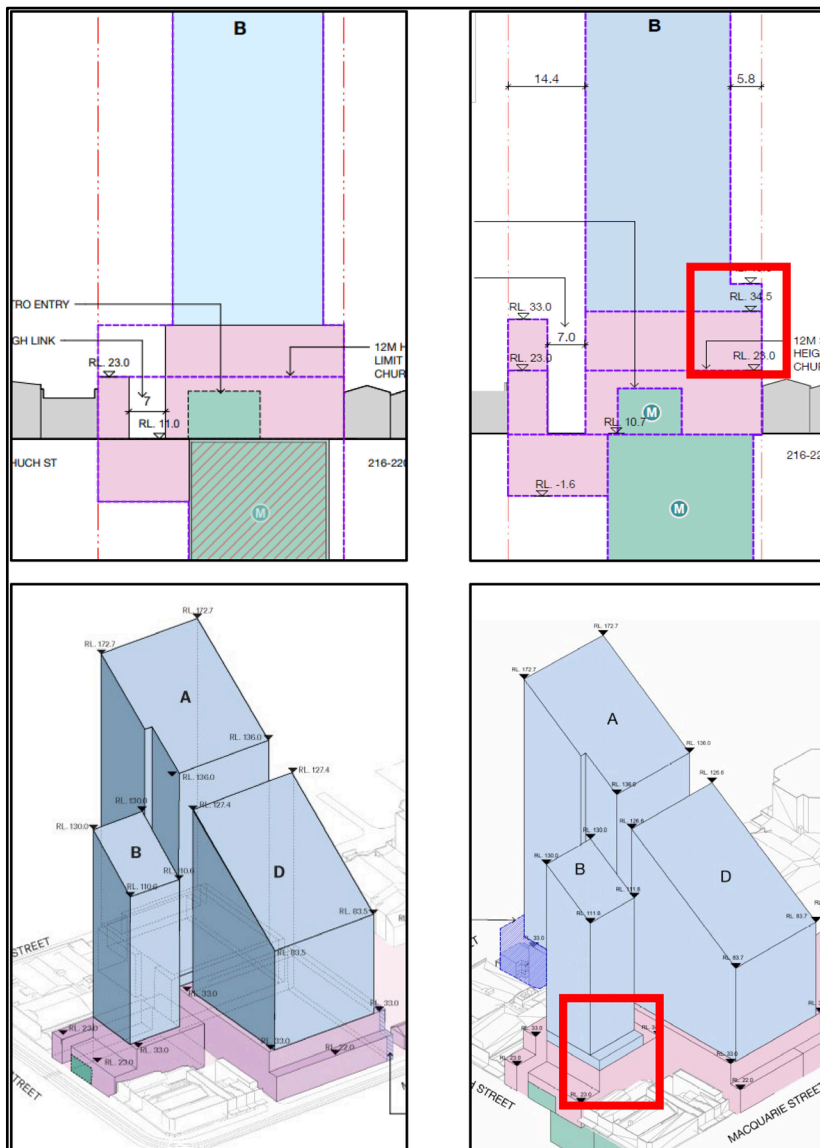 B
TRO ENTRY
GH LINK
RL. 23.0
7
RL. 11.0
12M H
LIMIT
CHUR
HUCH ST
216-220
M
B
14.4
5.8
RL. 33.0
RL. 34.5
7.0
RL. 23.0
RL. 23.0
12M
HEIG
CHUR
RL. 10.7
M
216-22
RL. -1.6
M
RL. 172.7
RL. 172.7
A
RL. 136.0
RL. 136.0
RL. 127.4
RL. 127.4
RL. 130.0
RL. 130.0
B
RL. 110.6
RL. 110.6
D
RL. 83.5
RL. 83.5
STREET
RL. 33.0
RL. 33.0
RL. 23.0
RL. 33.0
RL. 33.0
RL. 23.0
RL. 22.0
TREET
RL. 172.7
RL. 172.7
A
RL. 136.0
RL. 136.0
RL. 126.8
RL. 126.8
RL. 130.0
RL. 130.0
B
D
RL. 111.8
RL. 111.8
RL. 83.7
RL. 83.7
RL. 33.0
RL. 33.0
RL. 23.0
RL. 33.0
RL. 22.0
RL. 23.0
H STREET
MACQUARIE STREET